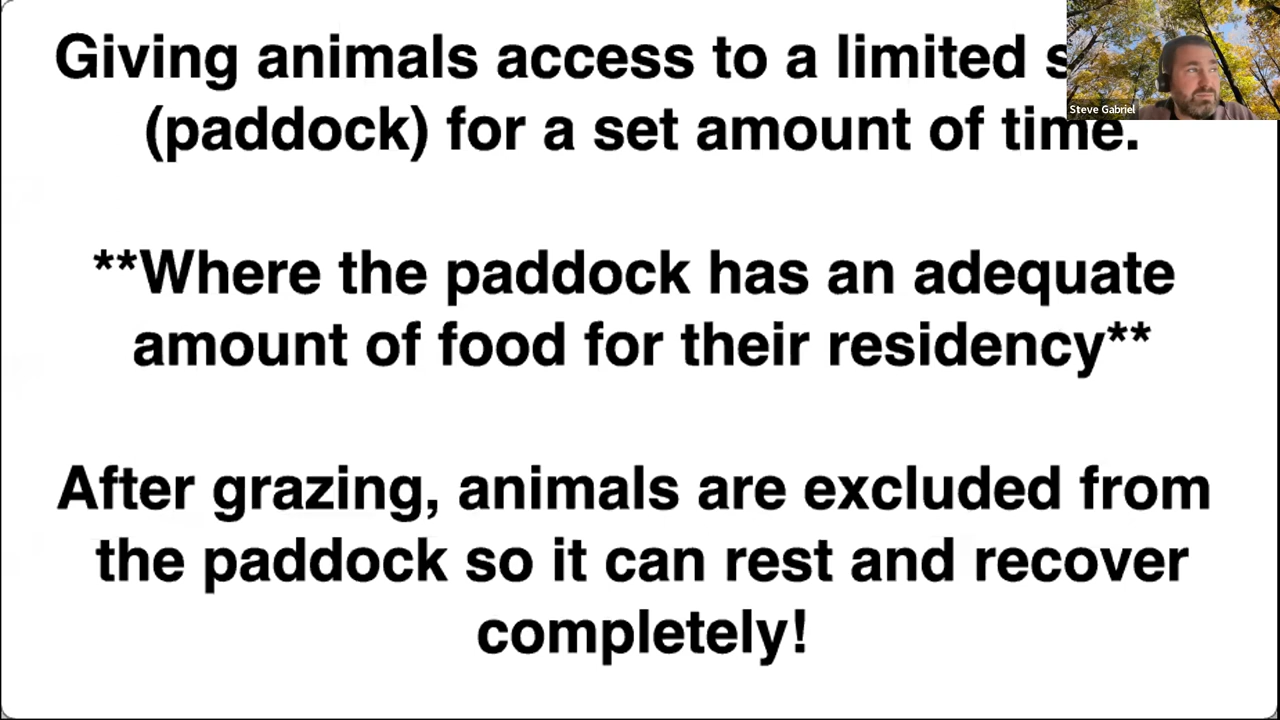 Giving animals access to a limited
(paddock) for a set amount of time.
**Where the paddock has an adequate
amount of food for their residency**
After grazing, animals are excluded from
the paddock so it can rest and recover
completely!
Steve Gabriel